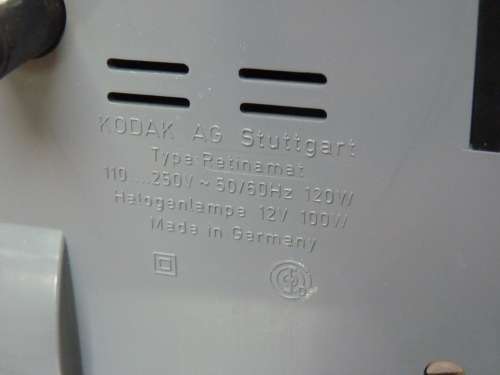 KODAK AG Stuttgart
Type Retinamat
110....250V ~ 50/60Hz 120W
Halogenlampe 12V 100W
Made in Germany